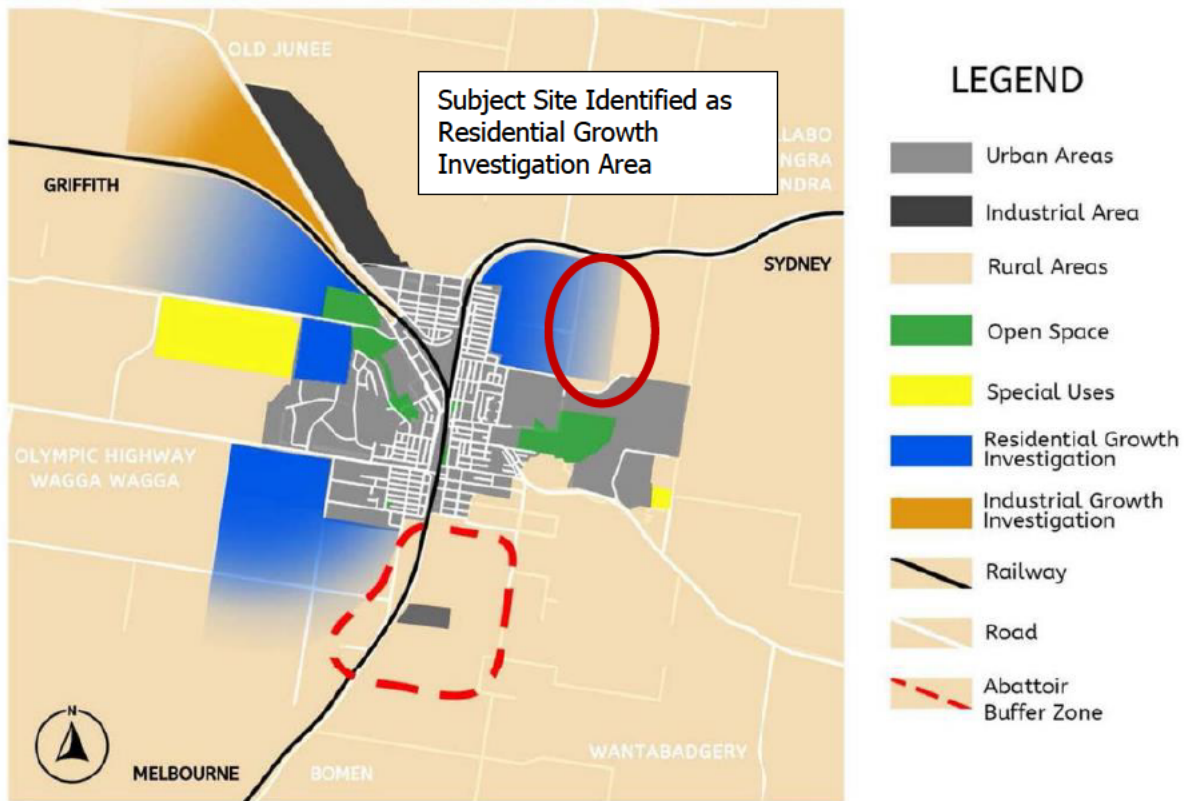 OLD JUNEE
Subject Site Identified as
Residential Growth
Investigation Area
GRIFFITH
SYDNEY
OLYMPIC HIGHWAY
WAGGA WAGGA
WANTABADGERY
N
MELBOURNE
BOMEN
LEGEND
Urban Areas
Industrial Area
Rural Areas
Open Space
Special Uses
Residential Growth
Investigation
Industrial Growth
Investigation
Railway
Road
Abattoir
Buffer Zone